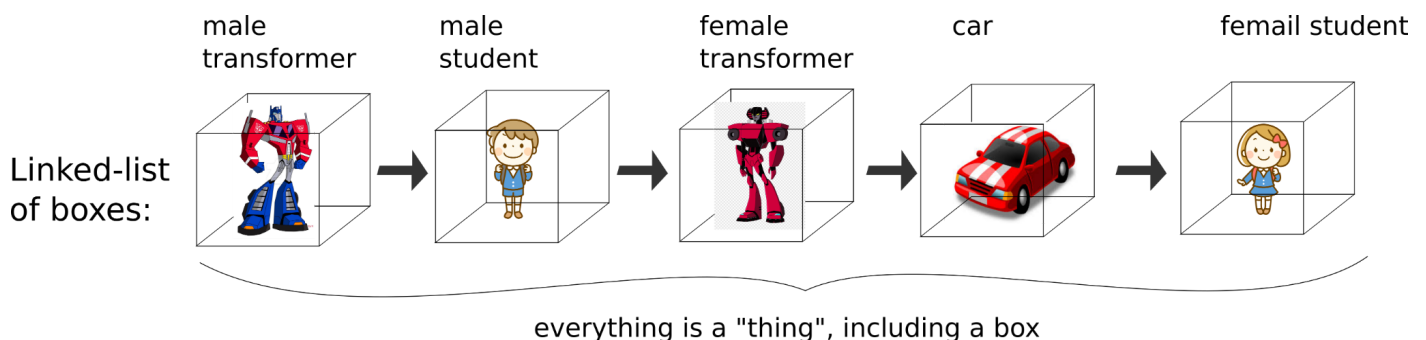 male
transformer
male
student
female
transformer
car
femail student
Linked-list
of boxes:
everything is a "thing", including a box